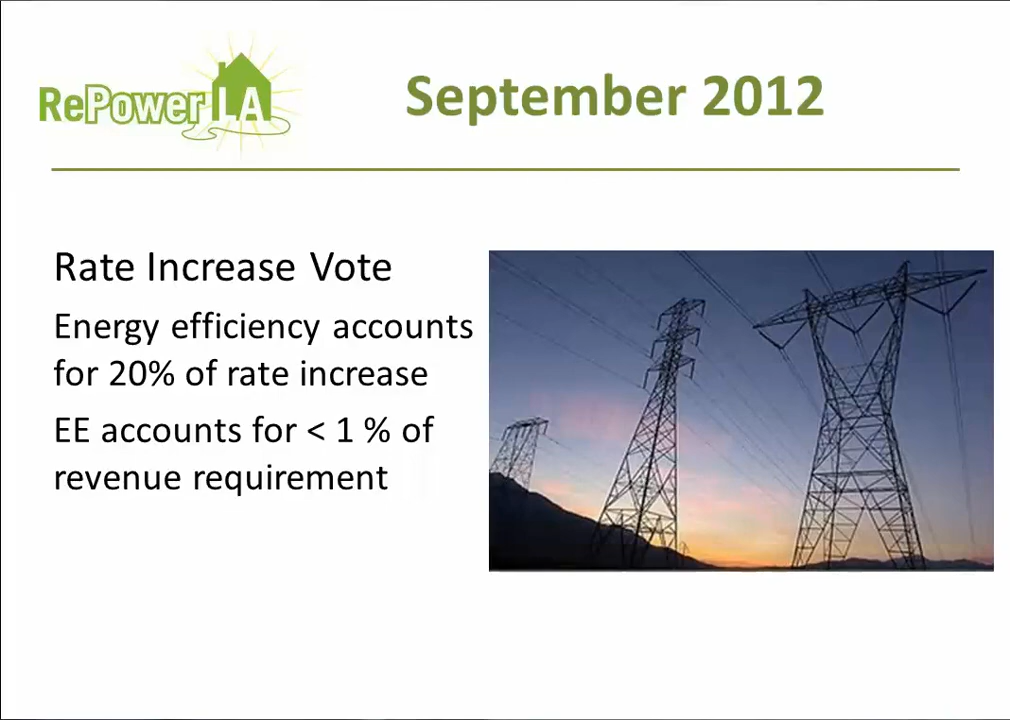 RePower LA
September 2012
Rate Increase Vote
Energy efficiency accounts
for 20% of rate increase
EE accounts for < 1 % of
revenue requirement